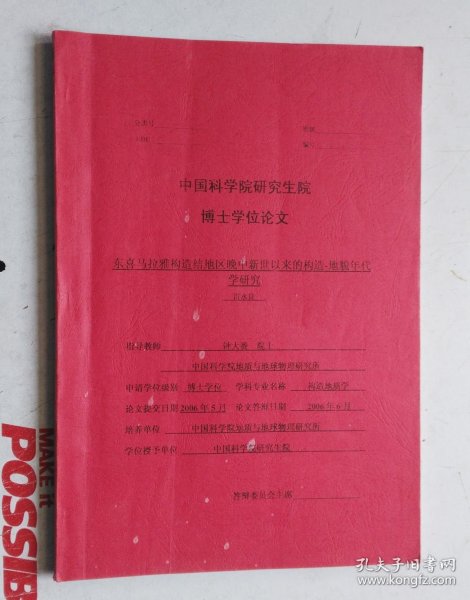 分类号
密级
编号
中国科学院研究生院
博士学位论文
东喜马拉雅构造结地区晚中新世以来的构造-地貌年代
学研究
指导教师 钟大赉 院士
中国科学院地质与地球物理研究所
申请学位级别 博士学位 学科专业名称 构造地质学
论文提交日期 2006年5月 论文答辩日期 2006年6月
培养单位 中国科学院地质与地球物理研究所
学位授予单位 中国科学院研究生院
答辩委员会主席
MAKE it
POSSIB
孔夫子旧书网
www.kongfz.com